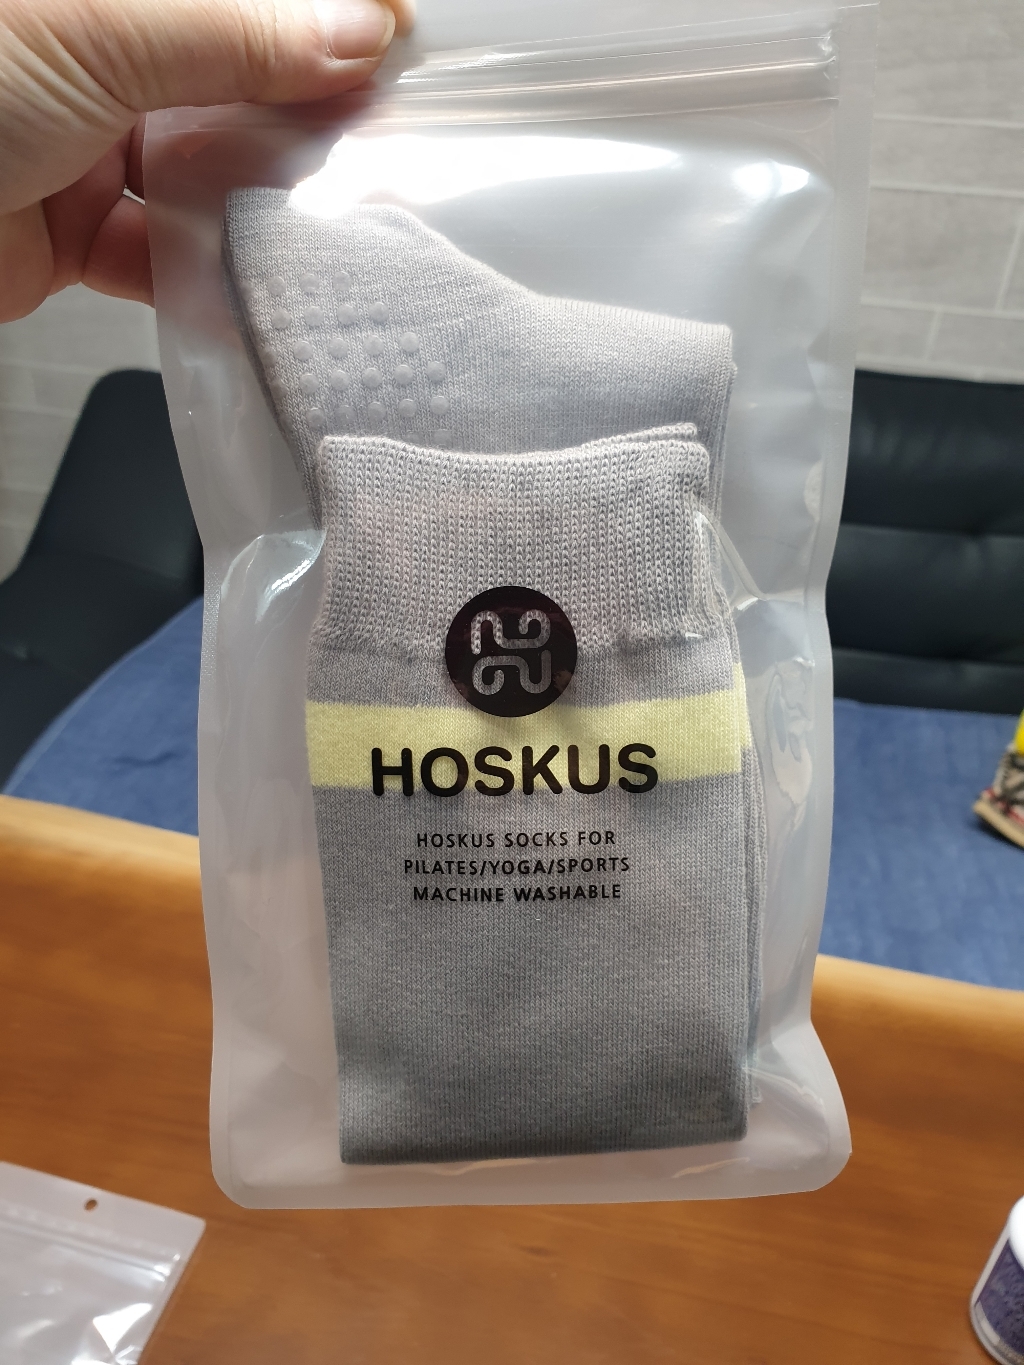 HOSKUS
HOSKUS SOCKS FOR
PILATES/YOGA/SPORTS
MACHINE WASHABLE